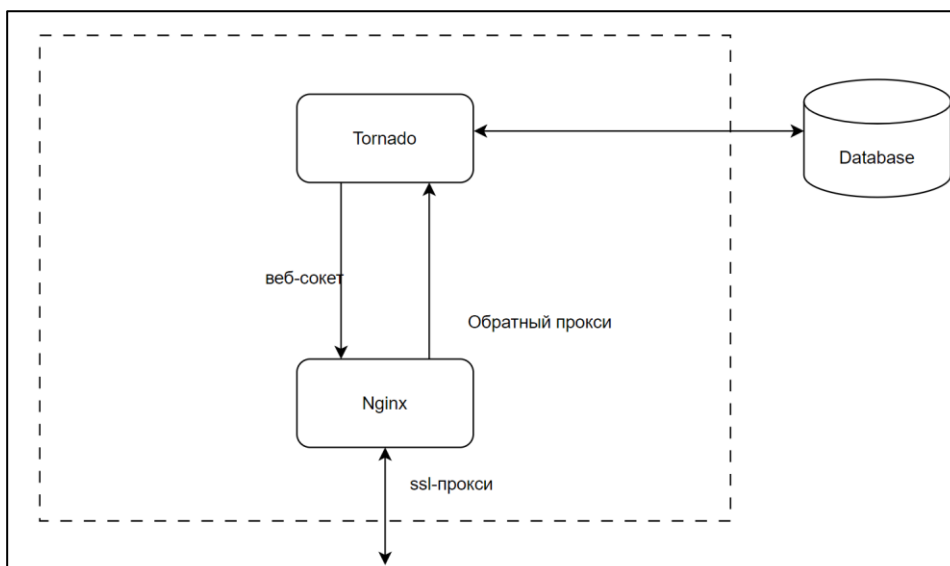 Tornado
Database
веб-сокет
Обратный прокси
Nginx
ssl-прокси